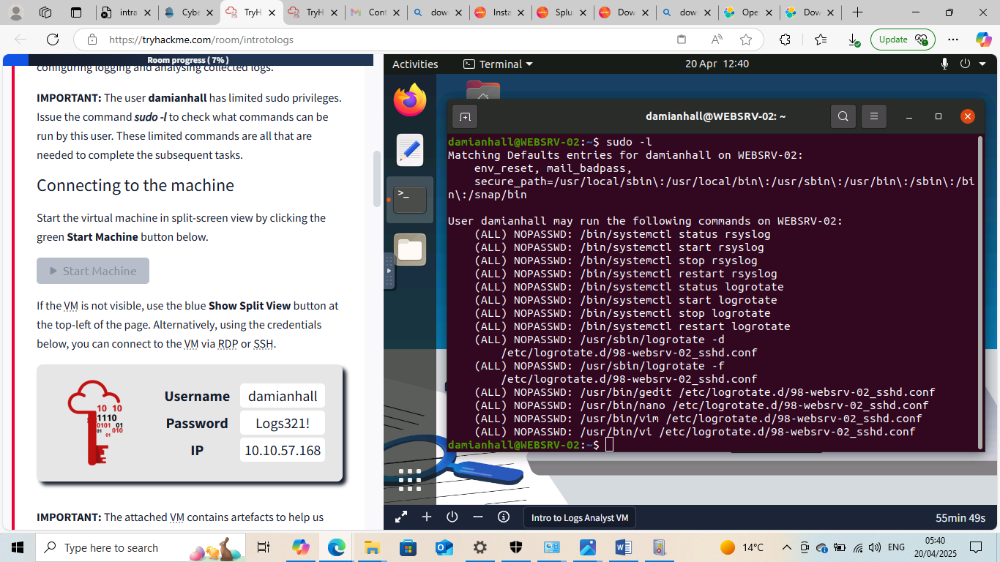 intra
Cybe
TryH
TryH
Cont
dow
Insta
Splu
Dow
dow
Ope
Dow
https://tryhackme.com/room/introtologs
Update
Room progress ( 7% )
configuring logging and analysing collected logs.
IMPORTANT: The user damianhall has limited sudo privileges.
Issue the command sudo -l to check what commands can be
run by this user. These limited commands are all that are
needed to complete the subsequent tasks.
Connecting to the machine
Start the virtual machine in split-screen view by clicking the
green Start Machine button below.
Start Machine
If the VM is not visible, use the blue Show Split View button at
the top-left of the page. Alternatively, using the credentials
below, you can connect to the VM via RDP or SSH.
10 10
1110
0101 01
01 010
01
Username damianhall
Password Logs321!
IP 10.10.57.168
IMPORTANT: The attached VM contains artefacts to help us
Activities
Terminal
20 Apr 12:40
damianhall@WEBSRV-02: ~
damianhall@WEBSRV-02:~$ sudo -l
Matching Defaults entries for damianhall on WEBSRV-02:
    env_reset, mail_badpass,
    secure_path=/usr/local/sbin\:/usr/local/bin\:/usr/sbin\:/usr/bin\:/sbin\:/bi
n\:/snap/bin
User damianhall may run the following commands on WEBSRV-02:
    (ALL) NOPASSWD: /bin/systemctl status rsyslog
    (ALL) NOPASSWD: /bin/systemctl start rsyslog
    (ALL) NOPASSWD: /bin/systemctl stop rsyslog
    (ALL) NOPASSWD: /bin/systemctl restart rsyslog
    (ALL) NOPASSWD: /bin/systemctl status logrotate
    (ALL) NOPASSWD: /bin/systemctl start logrotate
    (ALL) NOPASSWD: /bin/systemctl stop logrotate
    (ALL) NOPASSWD: /bin/systemctl restart logrotate
    (ALL) NOPASSWD: /usr/sbin/logrotate -d
        /etc/logrotate.d/98-websrv-02_sshd.conf
    (ALL) NOPASSWD: /usr/sbin/logrotate -f
        /etc/logrotate.d/98-websrv-02_sshd.conf
    (ALL) NOPASSWD: /usr/bin/gedit /etc/logrotate.d/98-websrv-02_sshd.conf
    (ALL) NOPASSWD: /usr/bin/nano /etc/logrotate.d/98-websrv-02_sshd.conf
    (ALL) NOPASSWD: /usr/bin/vim /etc/logrotate.d/98-websrv-02_sshd.conf
    (ALL) NOPASSWD: /usr/bin/vi /etc/logrotate.d/98-websrv-02_sshd.conf
damianhall@WEBSRV-02:~$
Intro to Logs Analyst VM
55min 49s
Type here to search
14°C
ENG
05:40
20/04/2025